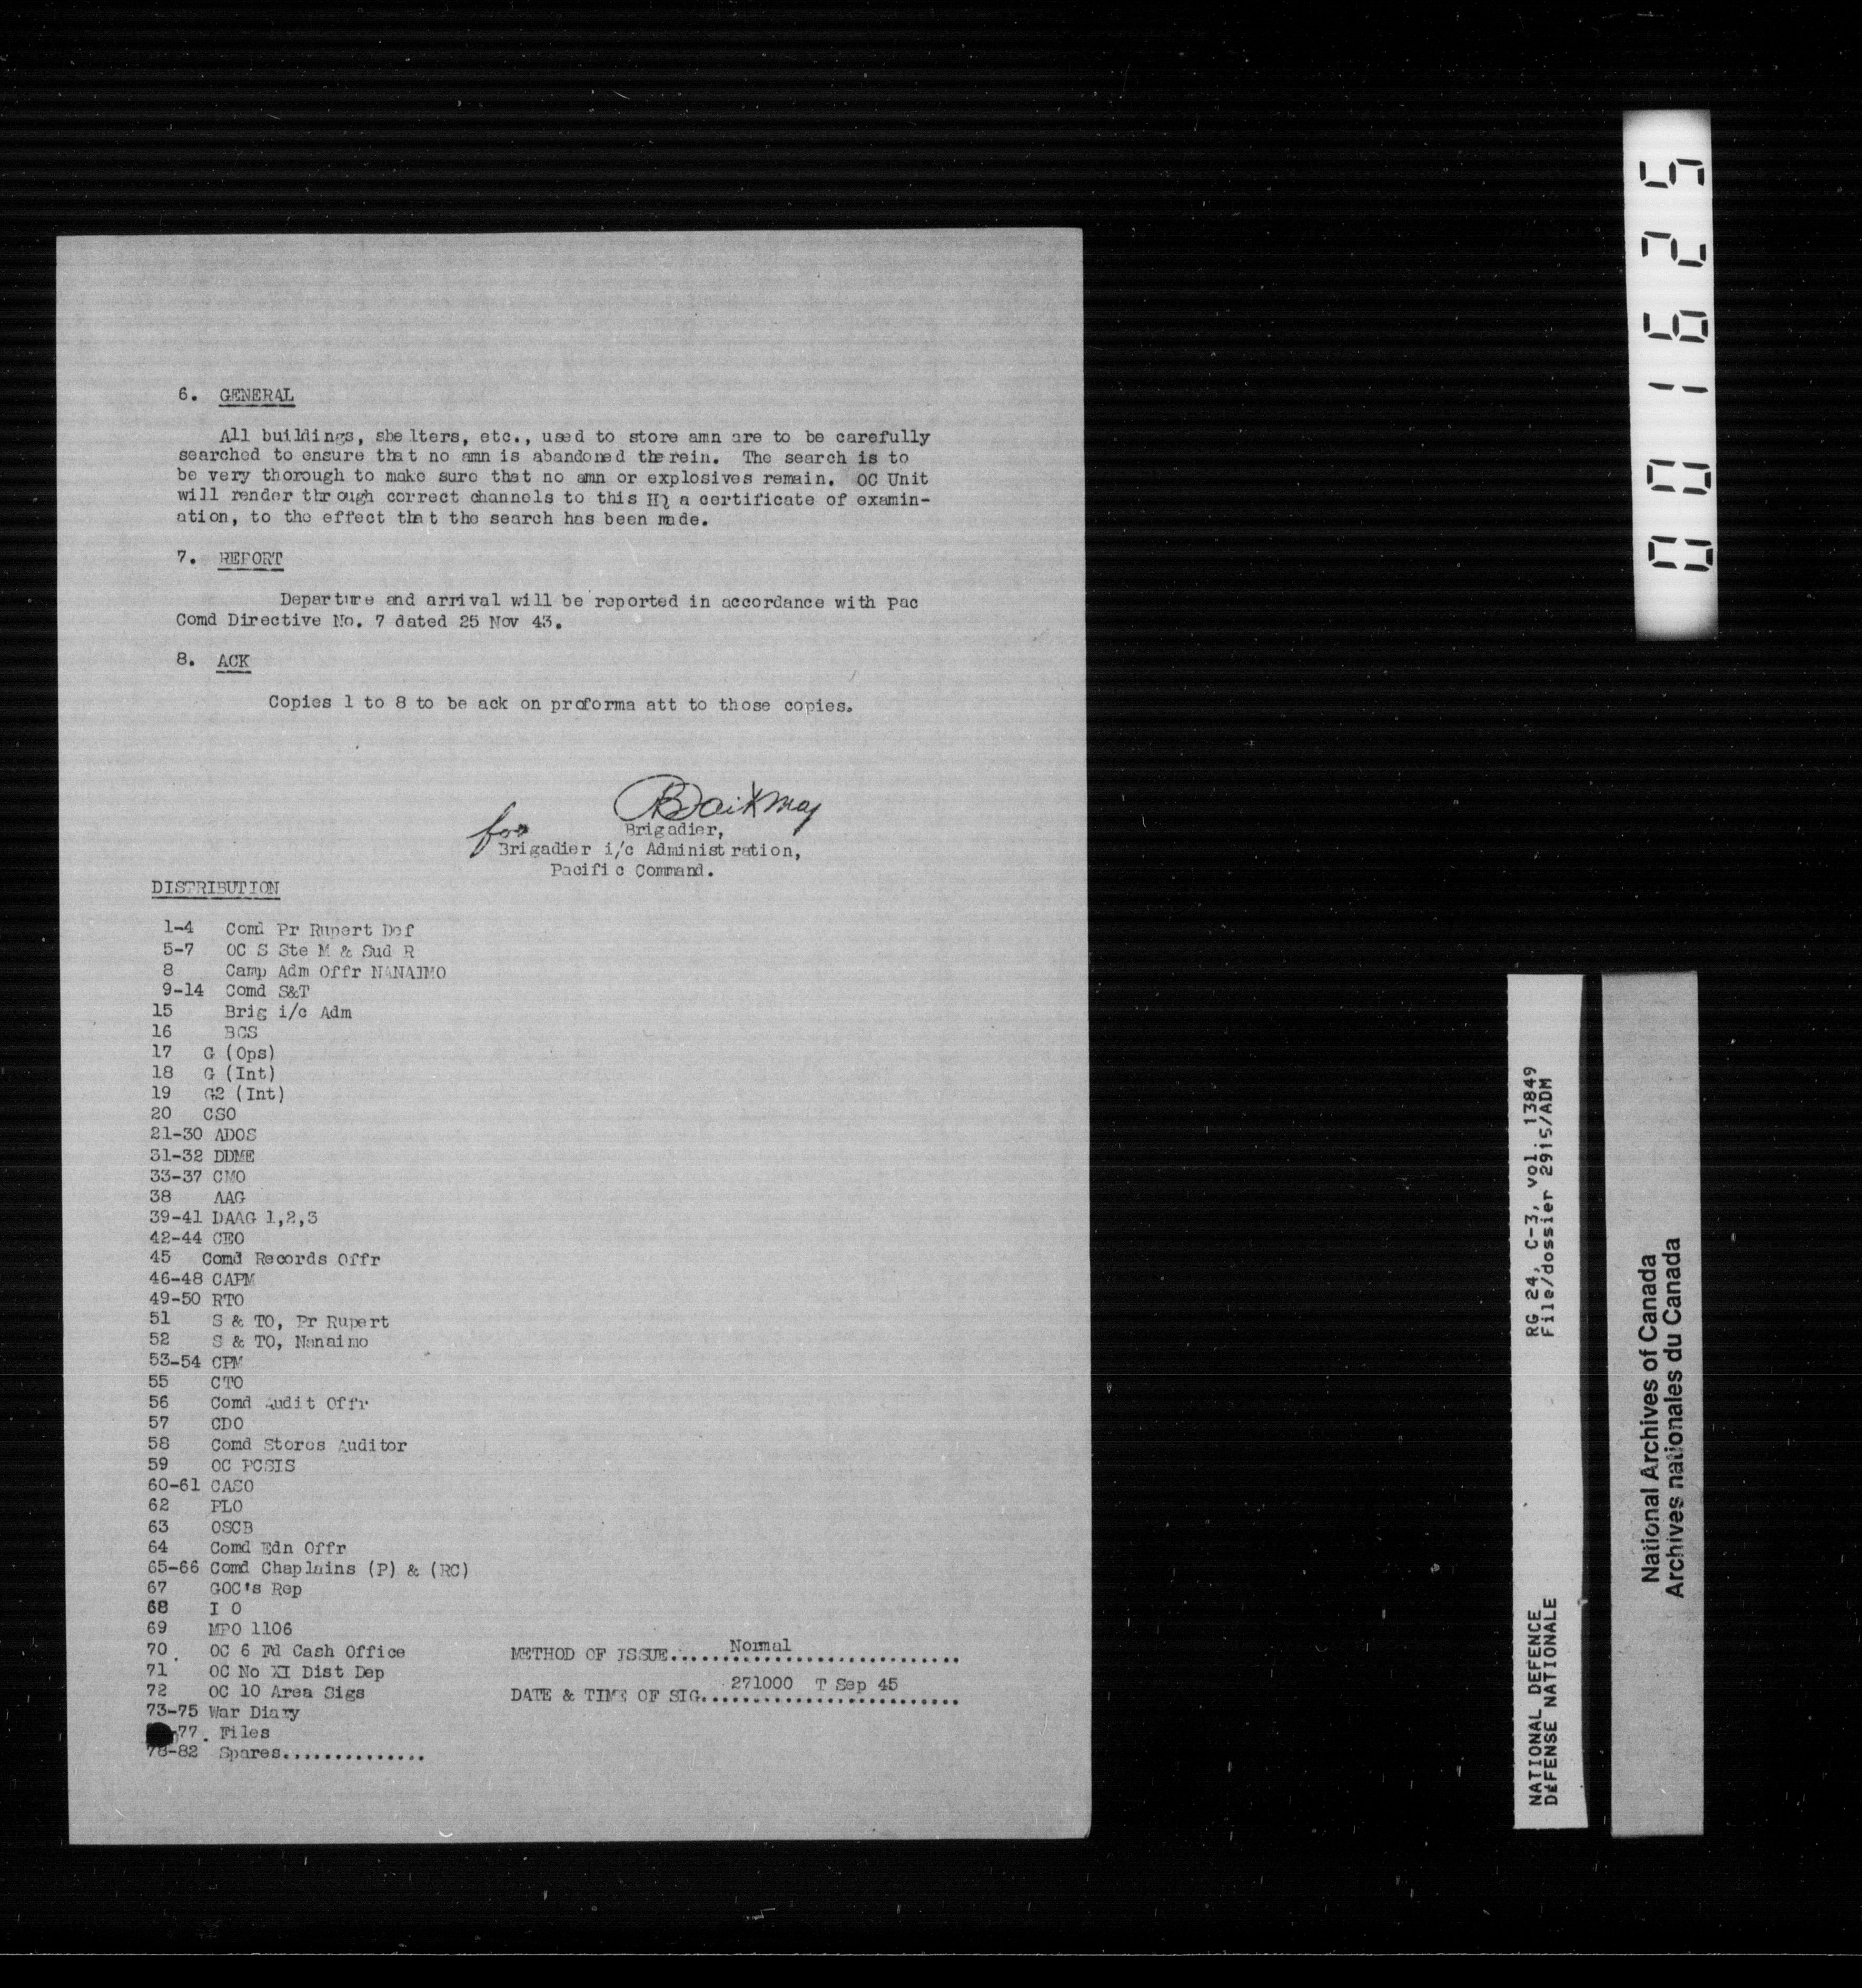 6. GENERAL
All buildings, shelters, etc., used to store amn are to be carefully
searched to ensure that no amn is abandoned therein. The search is to
be very thorough to make sure that no amn or explosives remain. OC Unit
will render through correct channels to this HQ a certificate of examin-
ation, to the effect that the search has been made.
7. REPORT
Departure and arrival will be reported in accordance with Pac
Comd Directive No. 7 dated 25 Nov 43.
8. ACK
Copies 1 to 8 to be ack on proforma att to those copies.
for
Brigadier,
Brigadier i/c Administration,
Pacific Command.
DISTRIBUTION
1-4 Comd Pr Rupert Def
5-7 OC S Ste M & Sud R
8 Camp Adm Offr NANAIMO
9-14 Comd S&T
15 Brig i/c Adm
16 BGS
17 G (Ops)
18 G (Int)
19 G2 (Int)
20 CSO
21-30 ADOS
31-32 DDME
33-37 CMO
38 AAG
39-41 DAAG 1,2,3
42-44 CEO
45 Comd Records Offr
46-48 CAPM
49-50 RTO
51 S & TO, Pr Rupert
52 S & TO, Nanaimo
53-54 CPM
55 CTO
56 Comd Audit Offr
57 CDO
58 Comd Stores Auditor
59 OC PCSIS
60-61 CASO
62 PLO
63 OSCB
64 Comd Edn Offr
65-66 Comd Chaplains (P) & (RC)
67 GOC's Rep
68 I O
69 MPO 1106
70. OC 6 Fd Cash Office
71 OC No XI Dist Dep
72 OC 10 Area Sigs
73-75 War Diary
77. Files
78-82 Spares..............
METHOD OF ISSUE.....Normal.....
DATE & TIME OF SIG...271000 T Sep 45...
001625
RG 24, C-3, vol. 13849
File/dossier 2915/ADM
NATIONAL DEFENCE
DÉFENSE NATIONALE
National Archives of Canada
Archives nationales du Canada